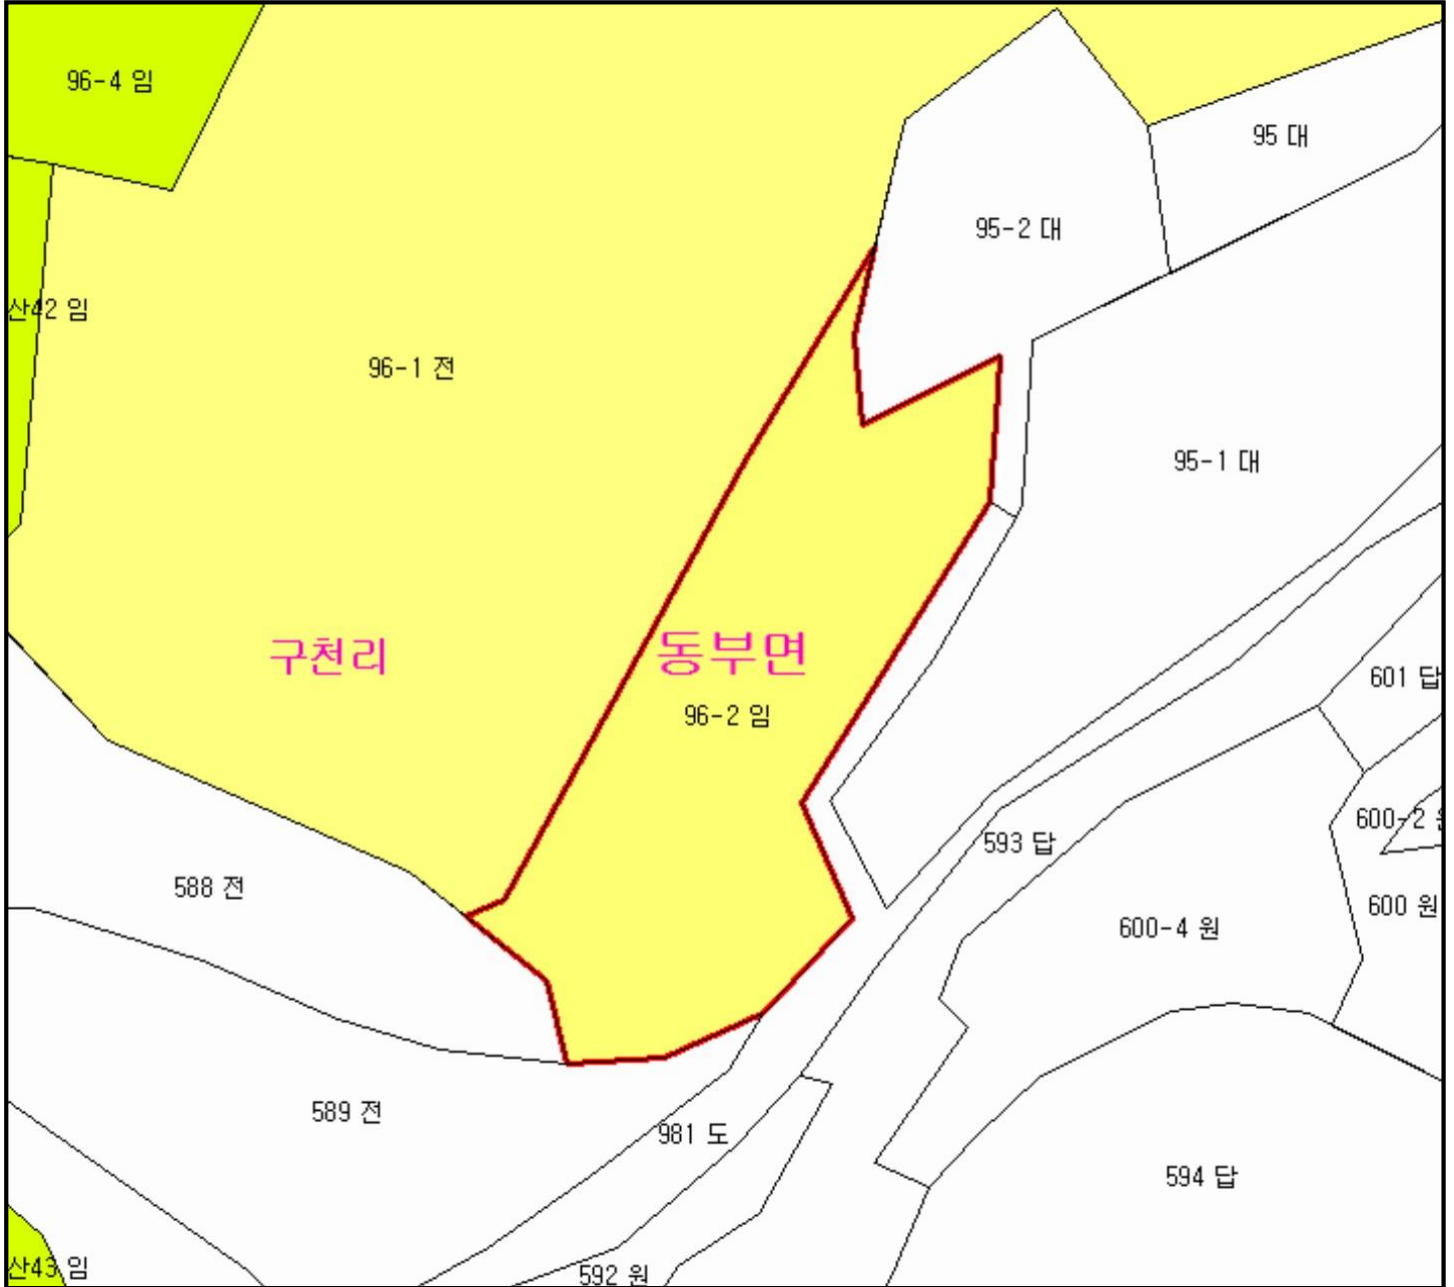 96-4 임
95 대
95-2 대
산42 임
96-1 전
95-1 대
구천리
동부면
601 답
96-2 임
600-2
593 답
588 전
600 원
600-4 원
589 전
981 도
594 답
산43 임
592 원